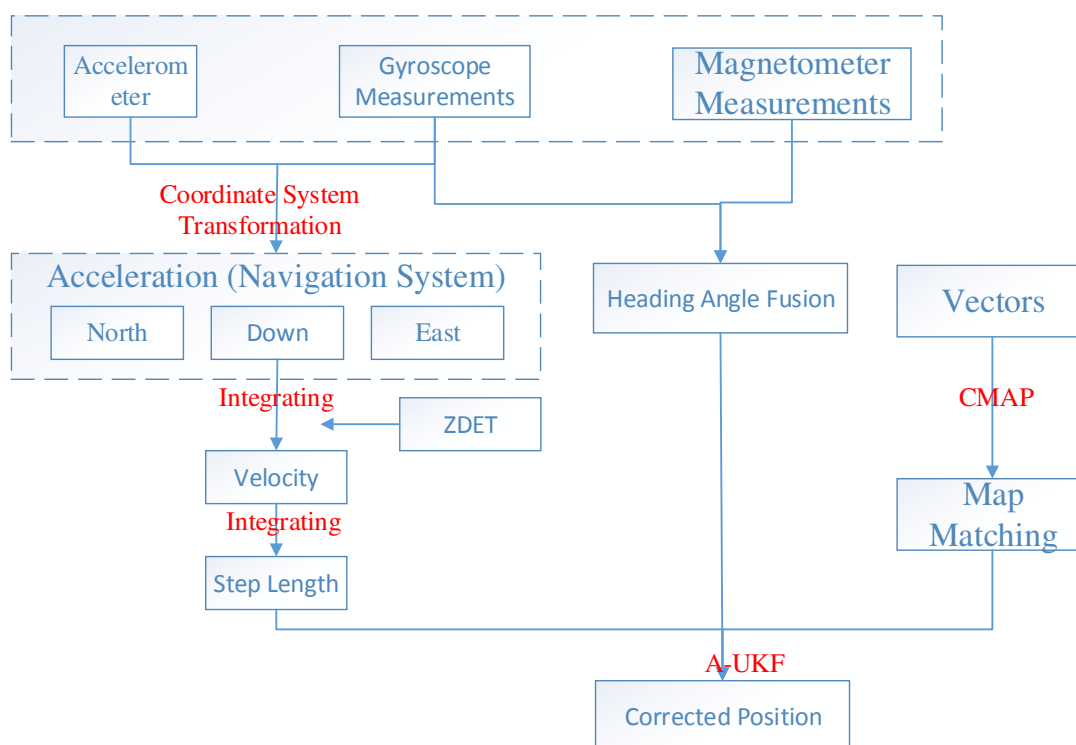 Accelerom
eter
Gyroscope
Measurements
Magnetometer
Measurements
Coordinate System
Transformation
Acceleration (Navigation System)
North
Down
East
Heading Angle Fusion
Vectors
Integrating
ZDET
CMAP
Velocity
Integrating
Map
Matching
Step Length
A-UKF
Corrected Position